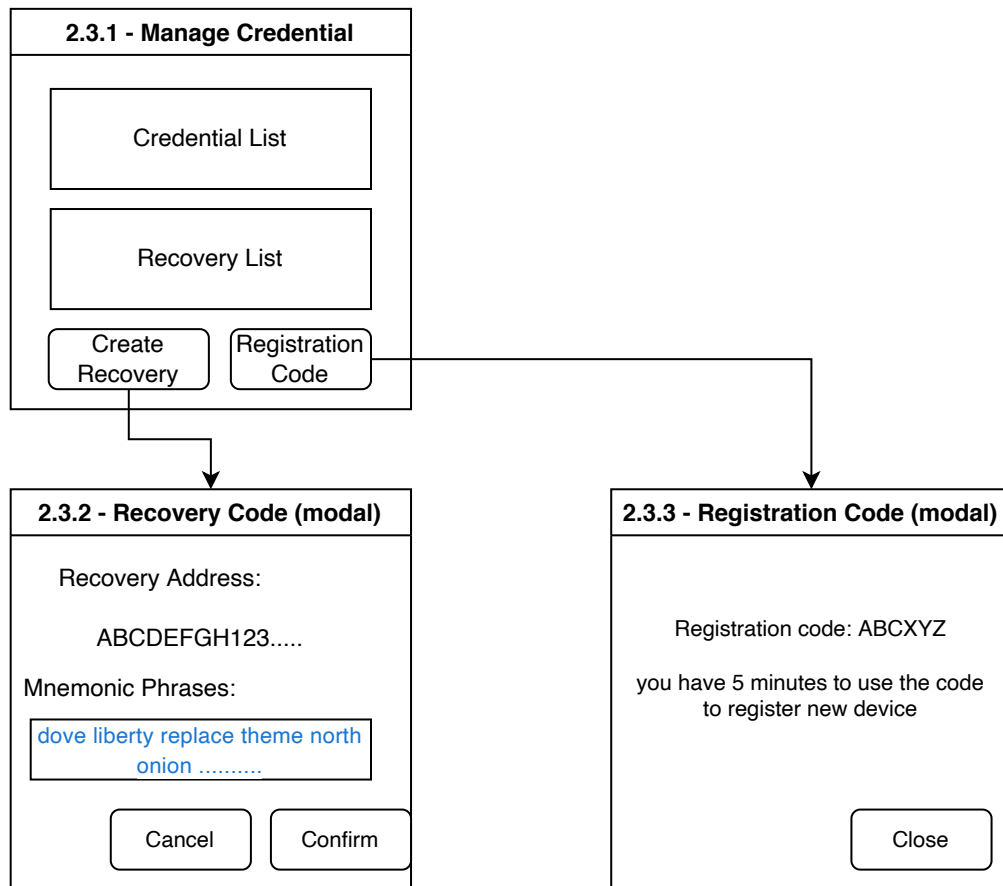 2.3.1 - Manage Credential
Credential List
Recovery List
Create
Recovery
Registration
Code
2.3.2 - Recovery Code (modal)
Recovery Address:
ABCDEFGH123.....
Mnemonic Phrases:
dove liberty replace theme north
onion ..........
Cancel
Confirm
2.3.3 - Registration Code (modal)
Registration code: ABCXYZ
you have 5 minutes to use the code
to register new device
Close